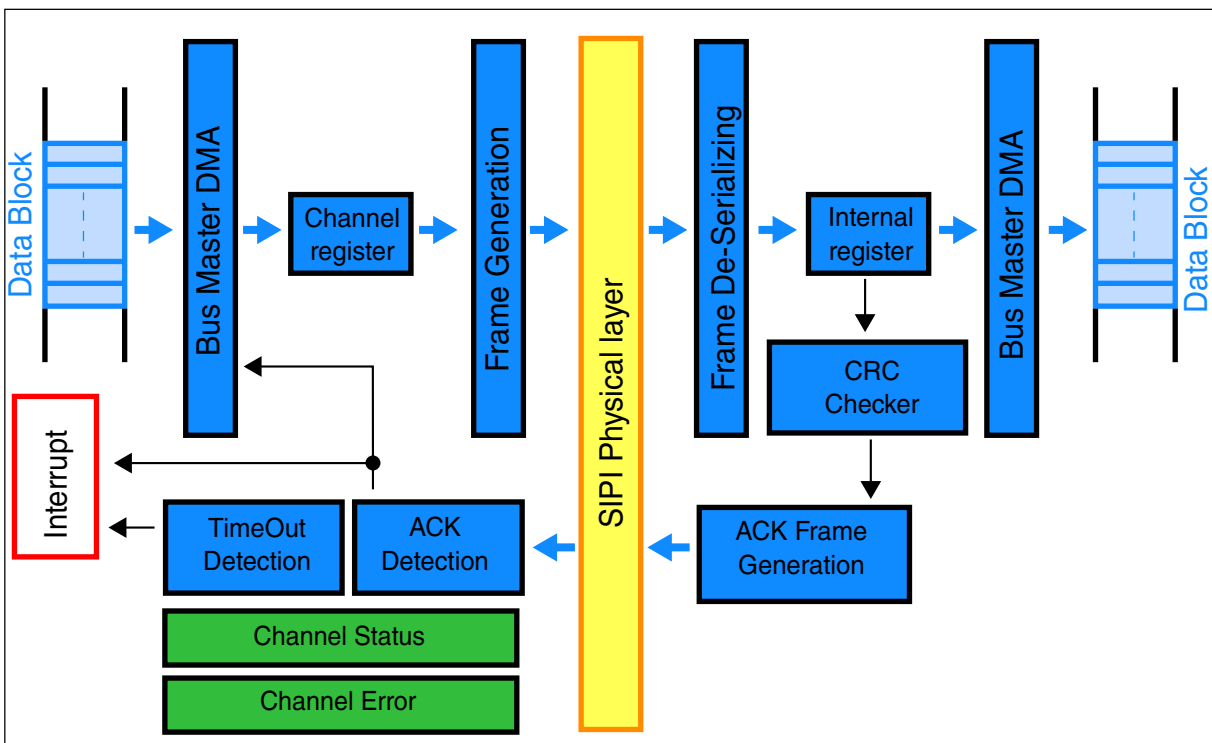 Data Block
Bus Master DMA
Channel
register
Frame Generation
SIPI Physical layer
Frame De-Serializing
Internal
register
Bus Master DMA
Data Block
CRC
Checker
Interrupt
TimeOut
Detection
ACK
Detection
ACK Frame
Generation
Channel Status
Channel Error